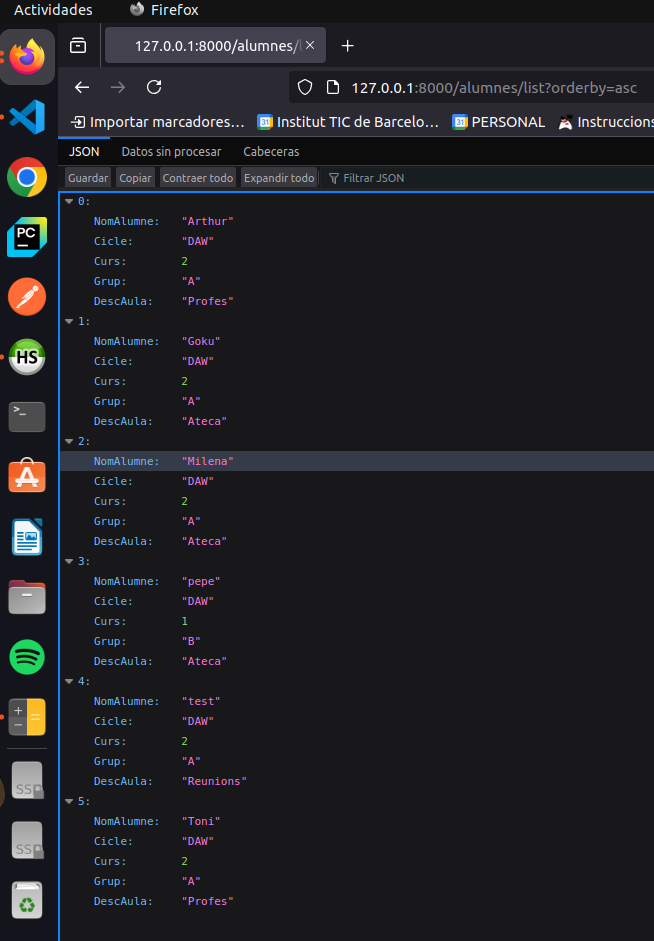 Actividades Firefox
127.0.0.1:8000/alumnes/l
127.0.0.1:8000/alumnes/list?orderby=asc
Importar marcadores… Institut TIC de Barcelo… PERSONAL Instruccions
JSON Datos sin procesar Cabeceras
Guardar Copiar Contraer todo Expandir todo Filtrar JSON
0:
NomAlumne: "Arthur"
Cicle: "DAW"
Curs: 2
Grup: "A"
DescAula: "Profes"
1:
NomAlumne: "Goku"
Cicle: "DAW"
Curs: 2
Grup: "A"
DescAula: "Ateca"
2:
NomAlumne: "Milena"
Cicle: "DAW"
Curs: 2
Grup: "A"
DescAula: "Ateca"
3:
NomAlumne: "pepe"
Cicle: "DAW"
Curs: 1
Grup: "B"
DescAula: "Ateca"
4:
NomAlumne: "test"
Cicle: "DAW"
Curs: 2
Grup: "A"
DescAula: "Reunions"
5:
NomAlumne: "Toni"
Cicle: "DAW"
Curs: 2
Grup: "A"
DescAula: "Profes"
PC
HS
>_
SSD
SSD